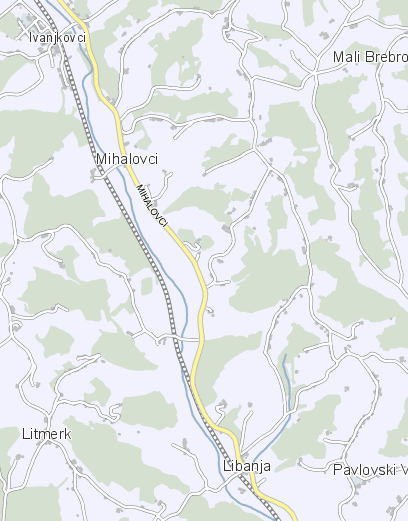 Ivanjkovci
Mali Brebro
Mihalovci
MIHALOVCI
Litmerk
Libanja
Pavlovski v